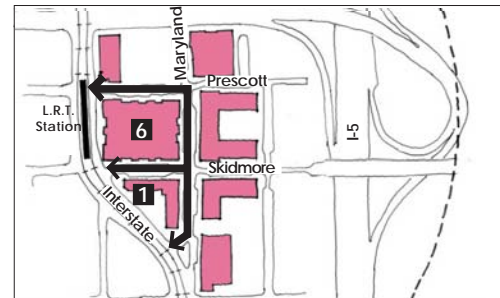 Maryland
Prescott
L.R.T.
Station
6
I-5
Skidmore
1
Interstate